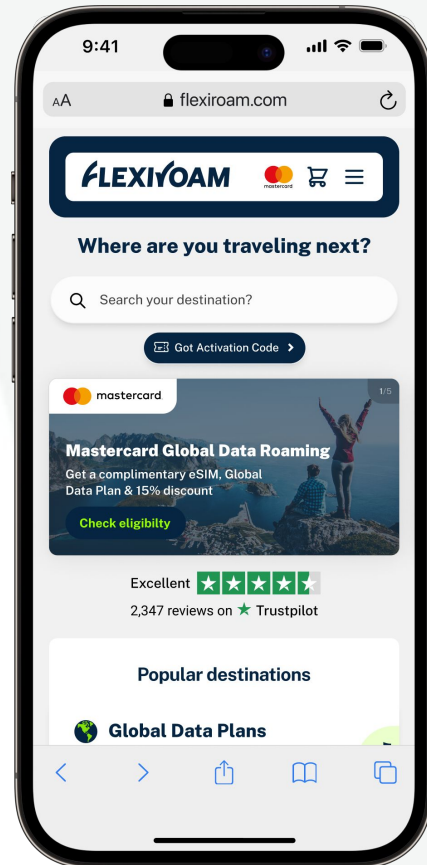 9:41
AA flexiroam.com
FLEXIROAM mastercard
Where are you traveling next?
Search your destination?
Got Activation Code
mastercard
1/5
Mastercard Global Data Roaming
Get a complimentary eSIM, Global
Data Plan & 15% discount
Check eligibilty
Excellent
2,347 reviews on Trustpilot
Popular destinations
Global Data Plans